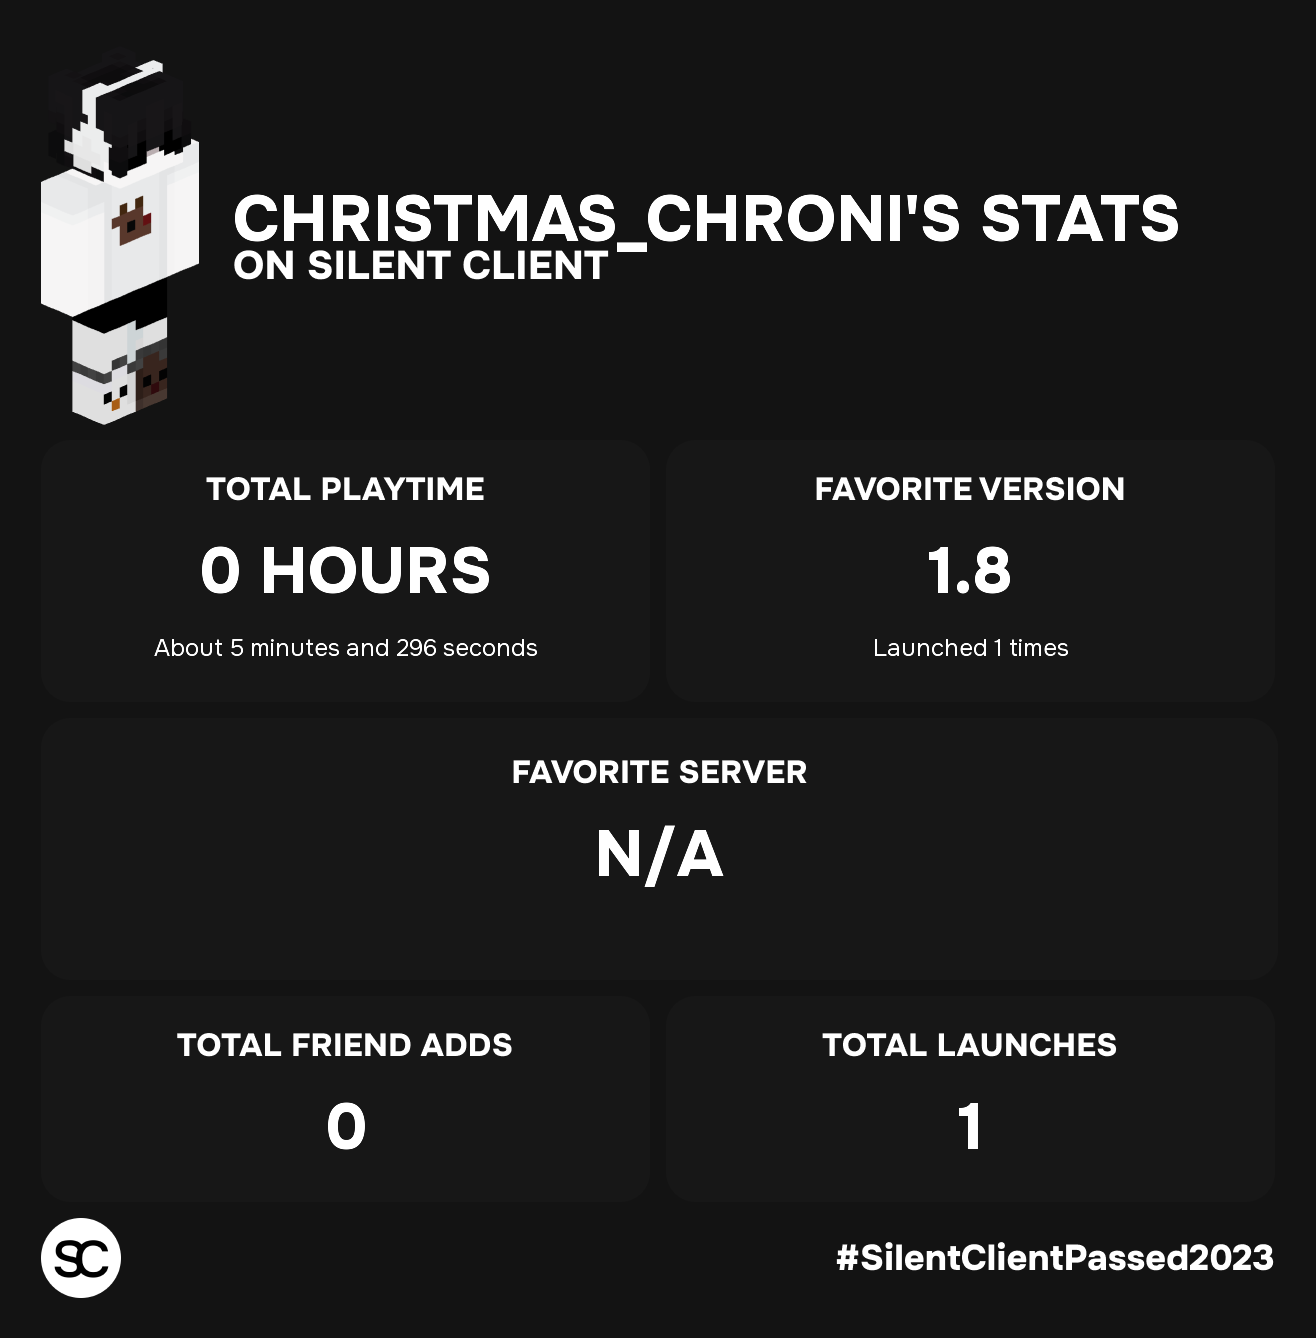 CHRISTMAS_CHRONI'S STATS
ON SILENT CLIENT
TOTAL PLAYTIME
0 HOURS
About 5 minutes and 296 seconds
FAVORITE VERSION
1.8
Launched 1 times
FAVORITE SERVER
N/A
TOTAL FRIEND ADDS
0
TOTAL LAUNCHES
1
SC
#SilentClientPassed2023